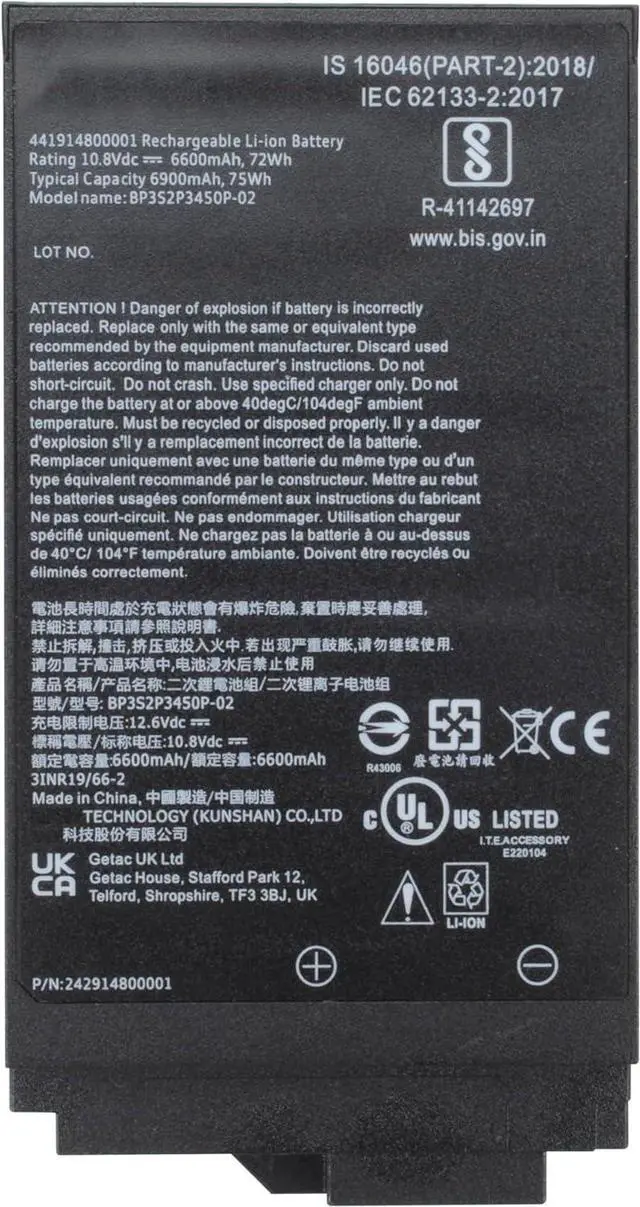 IS 16046(PART-2):2018/
IEC 62133-2:2017
441914800001 Rechargeable Li-ion Battery
Rating 10.8Vdc ⎓ 6600mAh, 72Wh
Typical Capacity 6900mAh, 75Wh
Model name: BP3S2P3450P-02
R-41142697
www.bis.gov.in
LOT NO.
ATTENTION ! Danger of explosion if battery is incorrectly
replaced. Replace only with the same or equivalent type
recommended by the equipment manufacturer. Discard used
batteries according to manufacturer's instructions. Do not
short-circuit. Do not crash. Use specified charger only. Do not
charge the battery at or above 40degC/104degF ambient
temperature. Must be recycled or disposed properly. Il y a danger
d'explosion s'il y a remplacement incorrect de la batterie.
Remplacer uniquement avec une batterie du même type ou d'un
type équivalent recommandé par le constructeur. Mettre au rebut
les batteries usagées conformément aux instructions du fabricant
Ne pas court-circuit. Ne pas endommager. Utilisation chargeur
spécifié uniquement. Ne chargez pas la batterie à ou au-dessus
de 40°C/ 104°F température ambiante. Doivent être recyclés ou
éliminés correctement.
電池長時間處於充電狀態會有爆炸危險,棄置時應妥善處理,
詳細注意事項請參照說明書.
禁止拆解,撞击,挤压或投入火中.若出现严重鼓胀,请勿继续使用.
请勿置于高温环境中,电池浸水后禁止使用
產品名稱/产品名称:二次鋰電池組/二次锂离子电池组
型號/型号: BP3S2P3450P-02
充电限制电压:12.6Vdc ⎓
標稱電壓/标称电压:10.8Vdc ⎓
額定電容量:6600mAh/额定容量:6600mAh
3INR19/66-2
Made in China, 中國製造/中国制造
TECHNOLOGY (KUNSHAN) CO.,LTD
科技股份有限公司
R43006
廢電池請回收
CE
c UL US LISTED
I.T.E.ACCESSORY
E220104
UK
CA
Getac UK Ltd
Getac House, Stafford Park 12,
Telford, Shropshire, TF3 3BJ, UK
LI-ION
P/N:242914800001
+ −